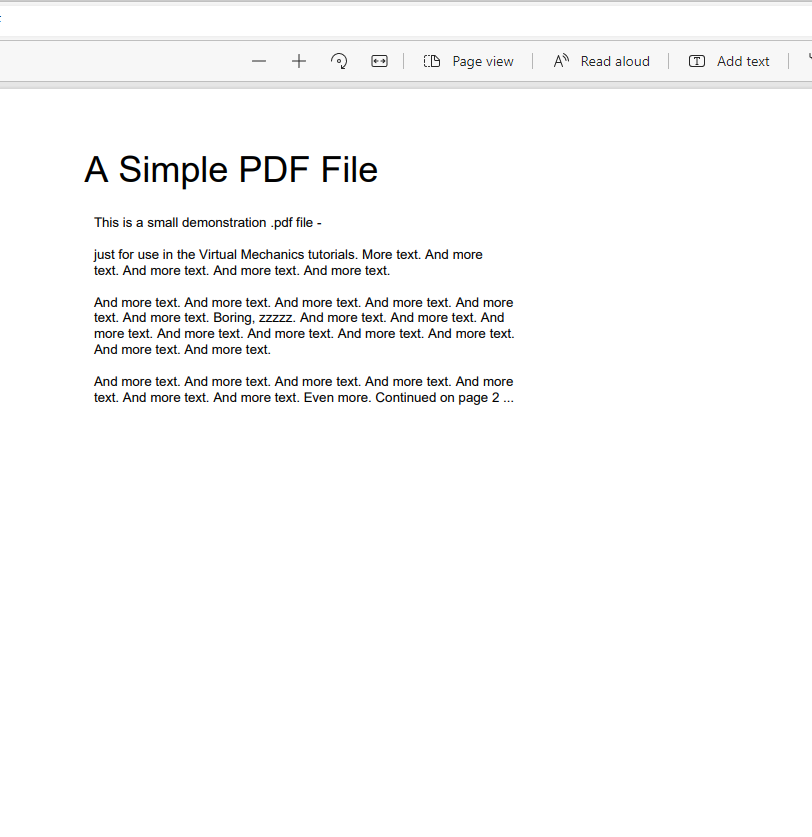 Page view
Read aloud
Add text
A Simple PDF File
This is a small demonstration .pdf file -
just for use in the Virtual Mechanics tutorials. More text. And more
text. And more text. And more text. And more text.
And more text. And more text. And more text. And more text. And more
text. And more text. Boring, zzzzz. And more text. And more text. And
more text. And more text. And more text. And more text. And more text.
And more text. And more text.
And more text. And more text. And more text. And more text. And more
text. And more text. And more text. Even more. Continued on page 2 ...